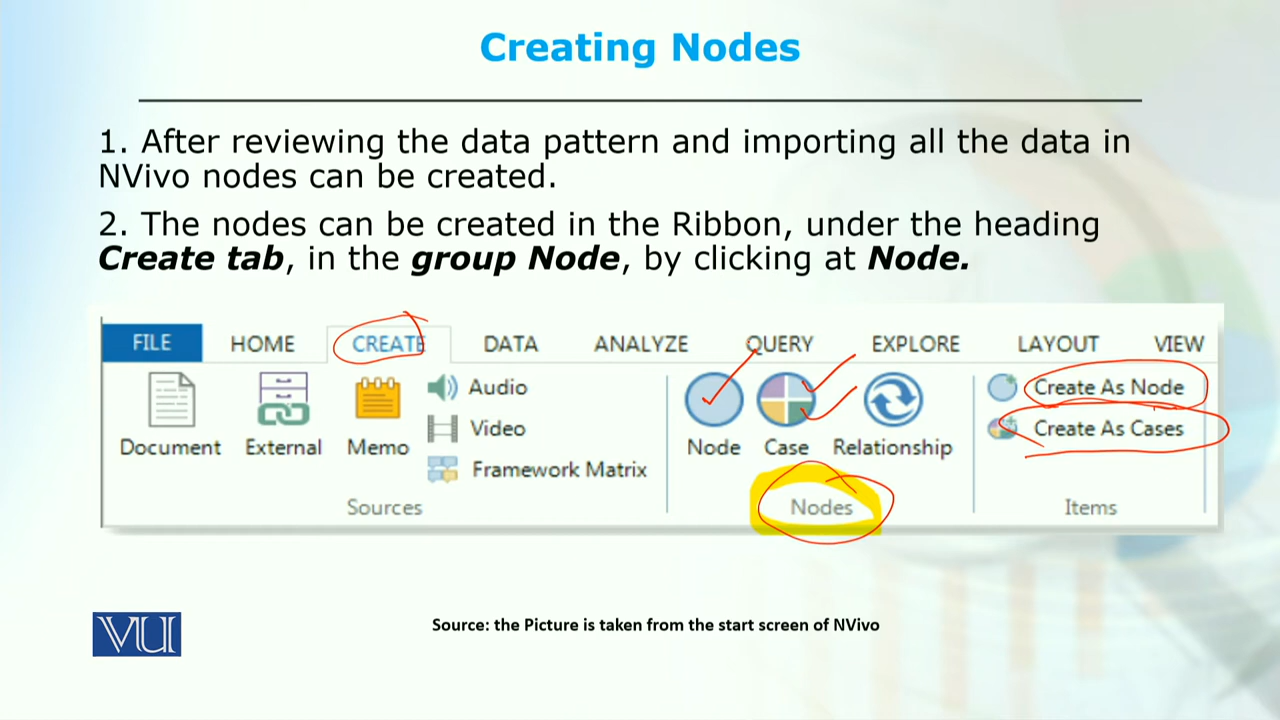 Creating Nodes
1. After reviewing the data pattern and importing all the data in
NVivo nodes can be created.
2. The nodes can be created in the Ribbon, under the heading
Create tab, in the group Node, by clicking at Node.
FILE HOME CREATE DATA ANALYZE QUERY EXPLORE LAYOUT VIEW
Audio
Video
Framework Matrix
Document External Memo
Sources
Node Case Relationship
Nodes
Create As Node
Create As Cases
Items
VU
Source: the Picture is taken from the start screen of NVivo